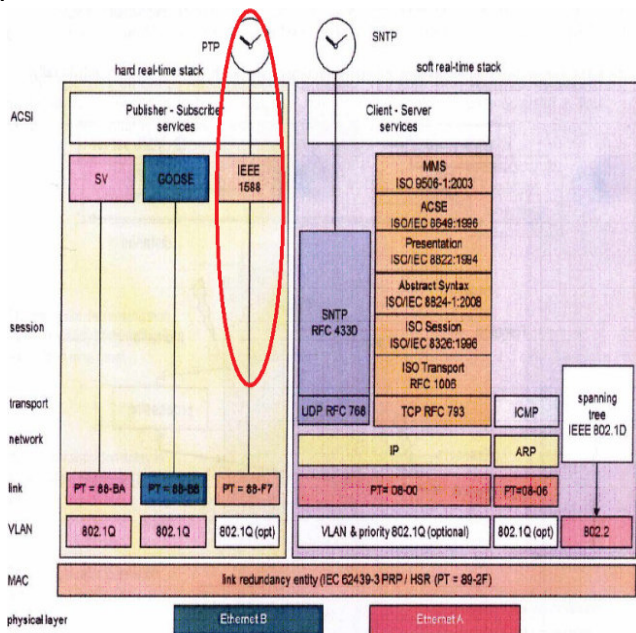 PTP
SNTP
hard real-time stack
soft real-time stack
ACSI
Publisher - Subscriber
services
Client - Server
services
SV
GOOSE
IEEE
1588
MMS
ISO 9506-1:2003
ACSE
ISO/IEC 8649:1996
Presentation
ISO/IEC 8822:1994
Abstract Syntax
ISO/IEC 8824-1:2008
SNTP
RFC 4330
session
ISO Session
ISO/IEC 8326:1996
ISO Transport
RFC 1006
spanning
tree
IEEE 802.1D
transport
UDP RFC 768
TCP RFC 793
ICMP
network
IP
ARP
link
PT = 88-BA
PT = 88-B8
PT = 88-F7
PT= 08-00
PT=08-06
VLAN
802.1Q
802.1Q
802.1Q (opt)
VLAN & priority 802.1Q (optional)
802.1Q (opt)
802.2
MAC
link redundancy entity (IEC 62439-3 PRP / HSR (PT = 89-2F)
physical layer
Ethernet B
Ethernet A